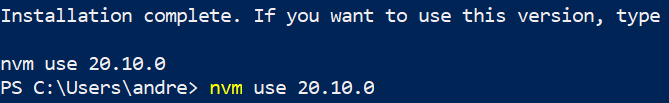 Installation complete. If you want to use this version, type
nvm use 20.10.0
PS C:\Users\andre> nvm use 20.10.0